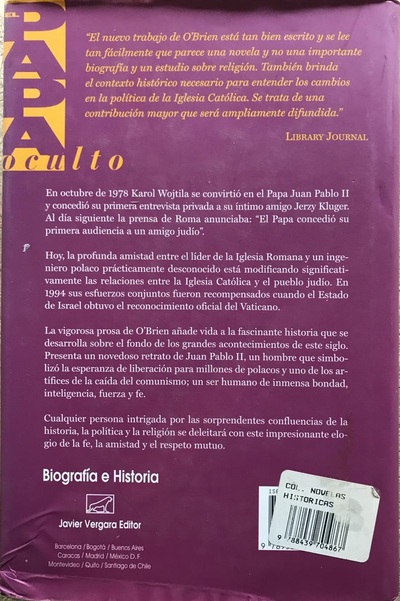 EL
PAPA
oculto
"El nuevo trabajo de O'Brien está tan bien escrito y se lee
tan fácilmente que parece una novela y no una importante
biografía y un estudio sobre religión. También brinda
el contexto histórico necesario para entender los cambios
en la política de la Iglesia Católica. Se trata de una
contribución mayor que será ampliamente difundida."
LIBRARY JOURNAL
En octubre de 1978 Karol Wojtila se convirtió en el Papa Juan Pablo II
y concedió su primera entrevista privada a su íntimo amigo Jerzy Kluger.
Al día siguiente la prensa de Roma anunciaba: "El Papa concedió su
primera audiencia a un amigo judío".
Hoy, la profunda amistad entre el líder de la Iglesia Romana y un inge-
niero polaco prácticamente desconocido está modificando significati-
vamente las relaciones entre la Iglesia Católica y el pueblo judío. En
1994 sus esfuerzos conjuntos fueron recompensados cuando el Estado
de Israel obtuvo el reconocimiento oficial del Vaticano.
La vigorosa prosa de O'Brien añade vida a la fascinante historia que se
desarrolla sobre el fondo de los grandes acontecimientos de este siglo.
Presenta un novedoso retrato de Juan Pablo II, un hombre que simbo-
lizó la esperanza de liberación para millones de polacos y uno de los ar-
tífices de la caída del comunismo; un ser humano de inmensa bondad,
inteligencia, fuerza y fe.
Cualquier persona intrigada por las sorprendentes confluencias de la
historia, la política y la religión se deleitará con este impresionante elo-
gio de la fe, la amistad y el respeto mutuo.
Biografía e Historia
Javier Vergara Editor
Barcelona / Bogotá / Buenos Aires
Caracas / Madrid / México D. F.
Montevideo / Quito / Santiago de Chile
COL. NOVELAS
HISTORICAS
9 788439 704867